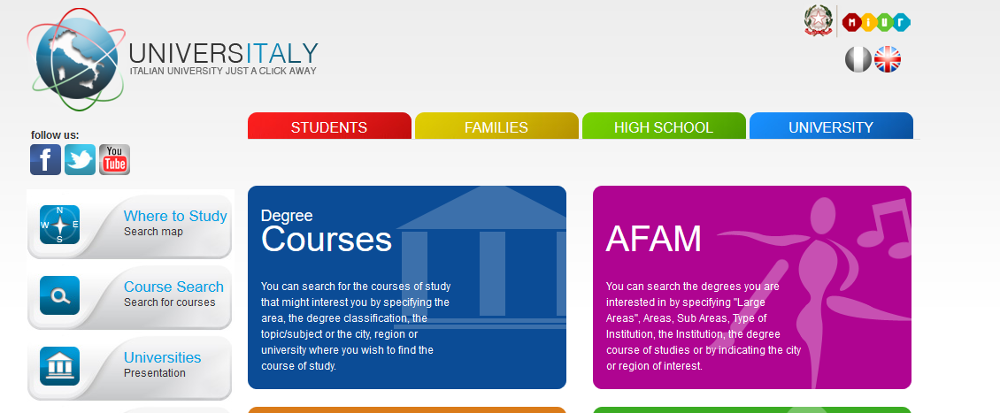 UNIVERSITALY
ITALIAN UNIVERSITY JUST A CLICK AWAY
Miur
follow us:
f
You
Tube
STUDENTS
FAMILIES
HIGH SCHOOL
UNIVERSITY
N
W E
S
Where to Study
Search map
Course Search
Search for courses
Universities
Presentation
Degree
Courses
You can search for the courses of study
that might interest you by specifying the
area, the degree classification, the
topic/subject or the city, region or
university where you wish to find the
course of study.
AFAM
You can search the degrees you are
interested in by specifying "Large
Areas", Areas, Sub Areas, Type of
Institution, the Institution, the degree
course of studies or by indicating the city
or region of interest.